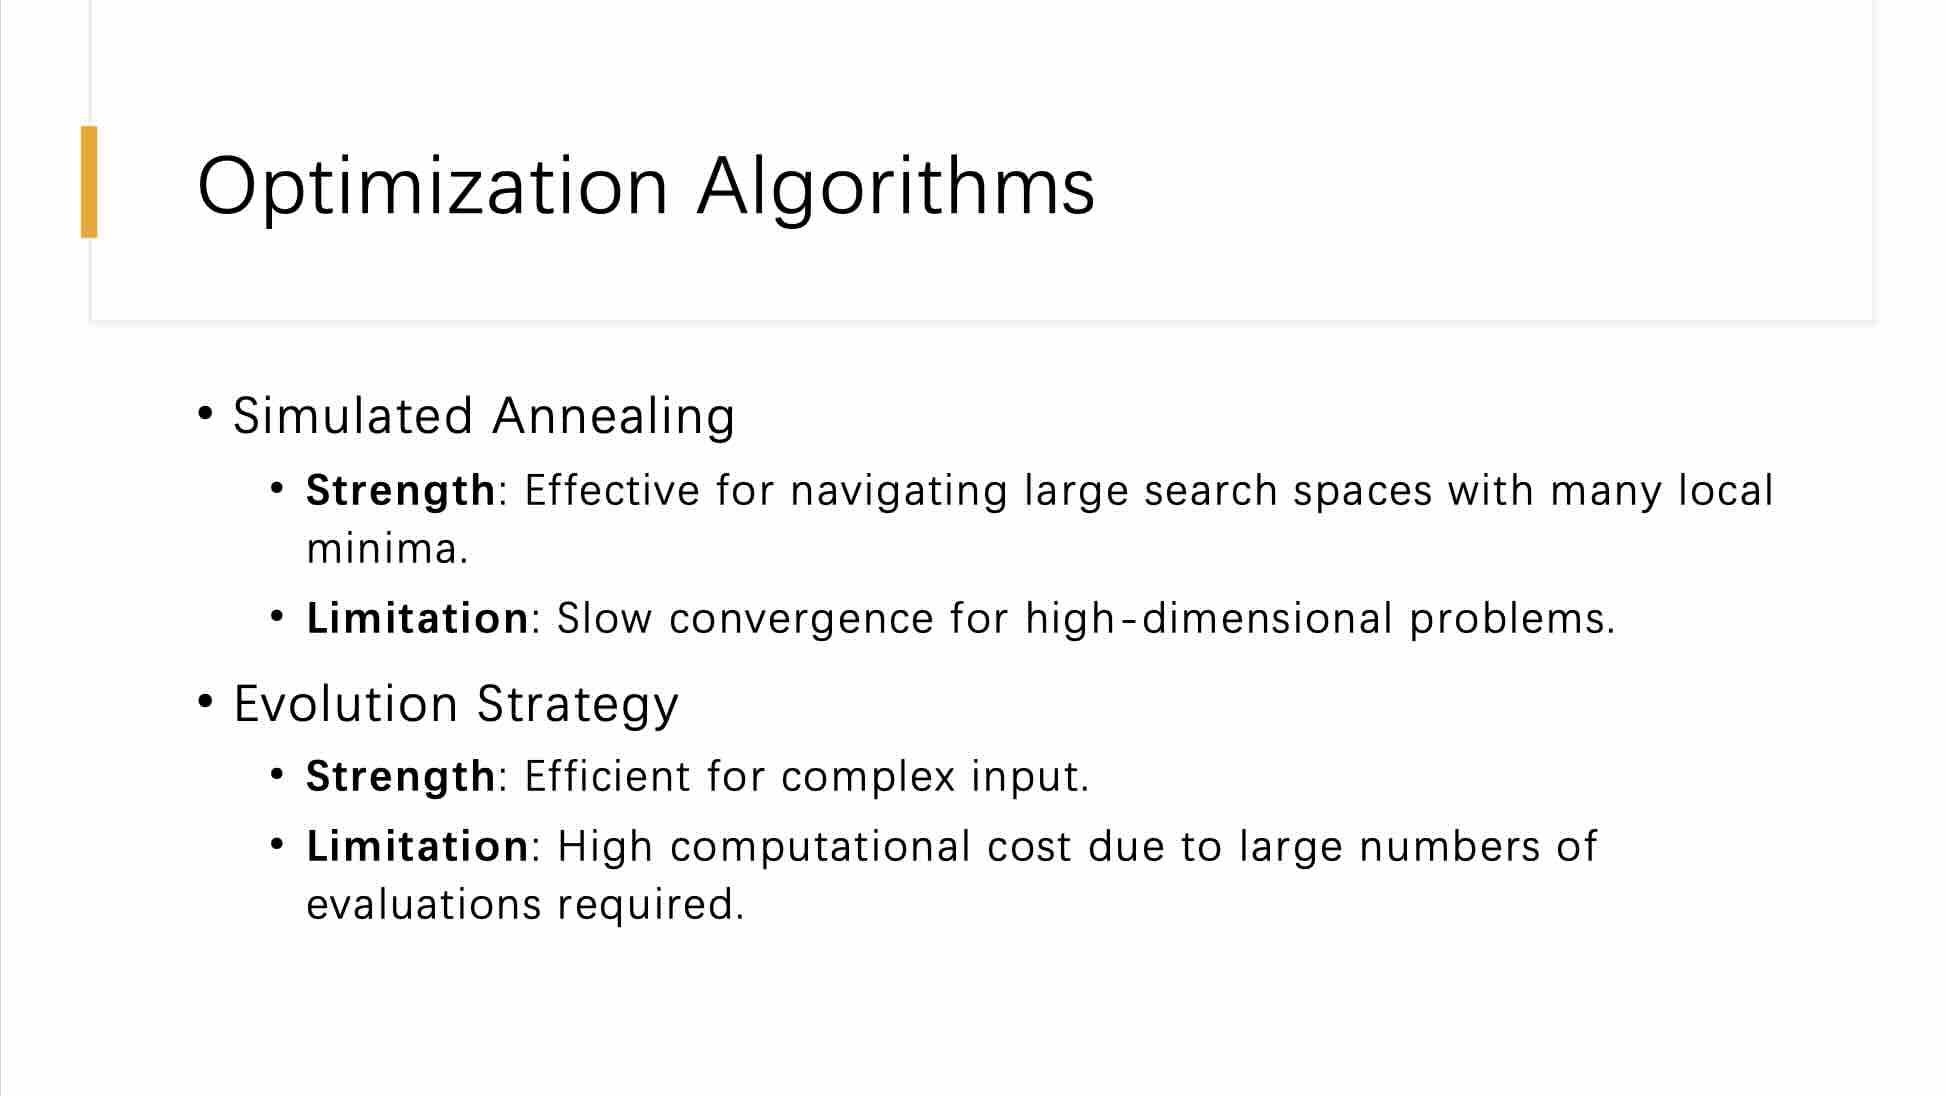 Optimization Algorithms
• Simulated Annealing
• Strength: Effective for navigating large search spaces with many local
minima.
• Limitation: Slow convergence for high-dimensional problems.
• Evolution Strategy
• Strength: Efficient for complex input.
• Limitation: High computational cost due to large numbers of
evaluations required.